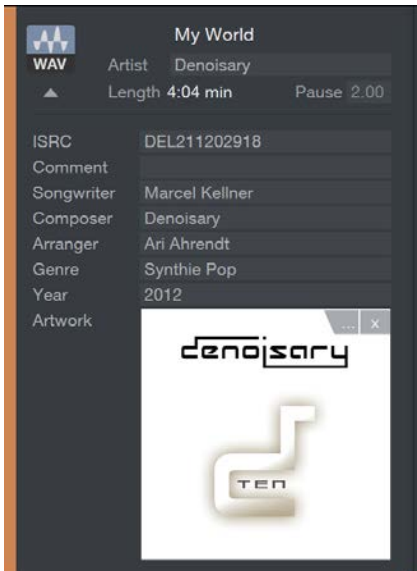 My World
WAV
Artist Denoisary
Length 4:04 min Pause 2.00
ISRC DEL211202918
Comment
Songwriter Marcel Kellner
Composer Denoisary
Arranger Ari Ahrendt
Genre Synthie Pop
Year 2012
Artwork
... x
denoisary
d
TEN